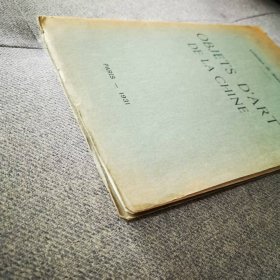 OBJETS D'ART
DE LA CHINE
PARIS — 1931